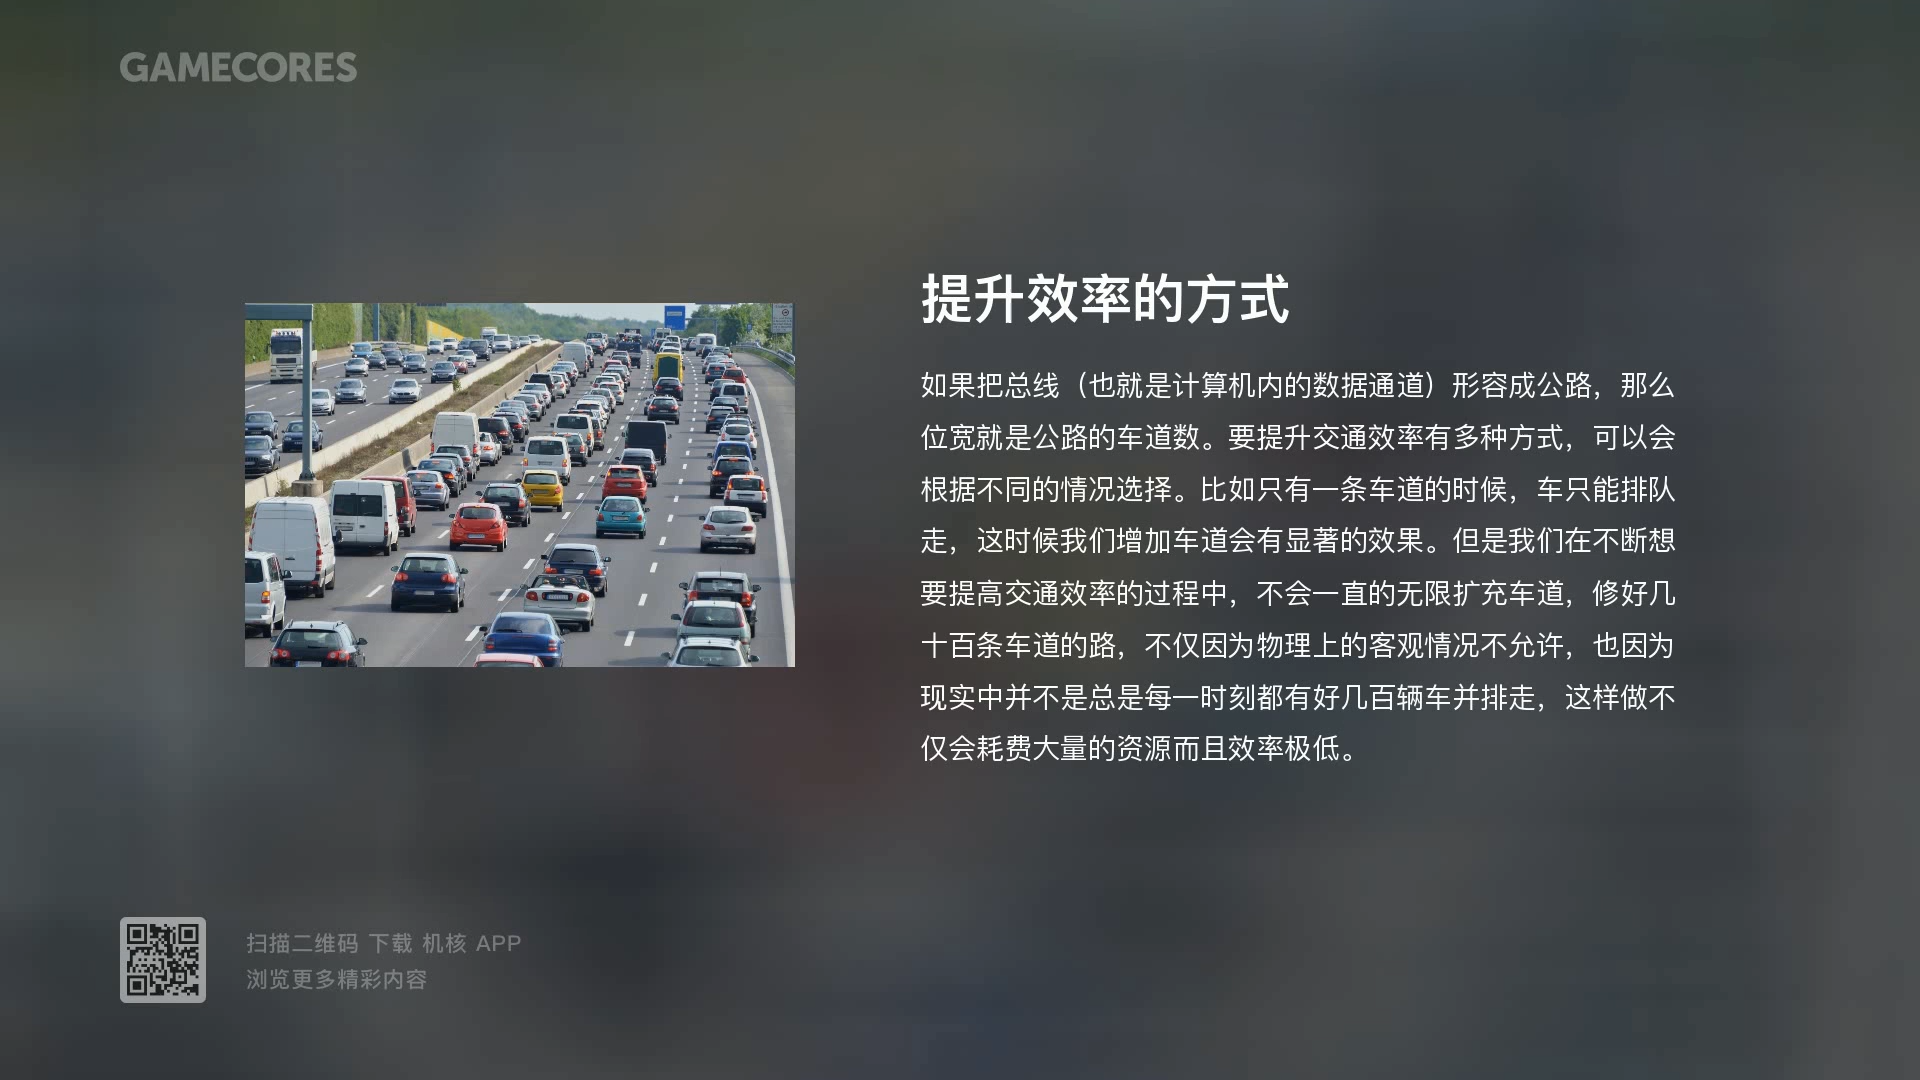 GAMECORES
提升效率的方式
如果把总线（也就是计算机内的数据通道）形容成公路，那么
位宽就是公路的车道数。要提升交通效率有多种方式，可以会
根据不同的情况选择。比如只有一条车道的时候，车只能排队
走，这时候我们增加车道会有显著的效果。但是我们在不断想
要提高交通效率的过程中，不会一直的无限扩充车道，修好几
十百条车道的路，不仅因为物理上的客观情况不允许，也因为
现实中并不是总是每一时刻都有好几百辆车并排走，这样做不
仅会耗费大量的资源而且效率极低。
扫描二维码 下载 机核 APP
浏览更多精彩内容